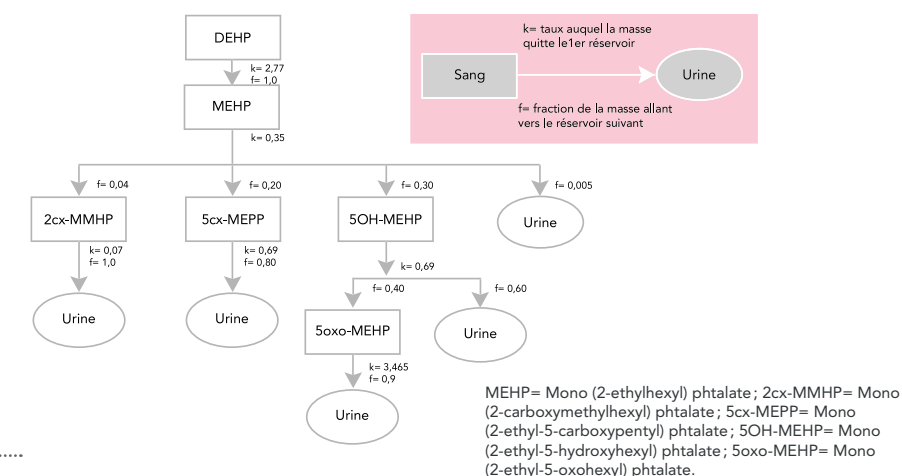 DEHP
k= 2,77
f= 1,0
MEHP
k= 0,35
k= taux auquel la masse
quitte le1er réservoir
Sang
Urine
f= fraction de la masse allant
vers le réservoir suivant
f= 0,04
f= 0,20
f= 0,30
f= 0,005
2cx-MMHP
5cx-MEPP
5OH-MEHP
Urine
k= 0,07
f= 1,0
k= 0,69
f= 0,80
k= 0,69
f= 0,40
f= 0,60
Urine
Urine
5oxo-MEHP
Urine
k= 3,465
f= 0,9
Urine
MEHP= Mono (2-ethylhexyl) phtalate ; 2cx-MMHP= Mono
(2-carboxymethylhexyl) phtalate ; 5cx-MEPP= Mono
(2-ethyl-5-carboxypentyl) phtalate ; 5OH-MEHP= Mono
(2-ethyl-5-hydroxyhexyl) phtalate ; 5oxo-MEHP= Mono
(2-ethyl-5-oxohexyl) phtalate.